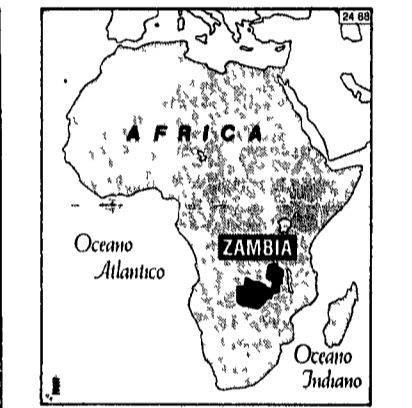 24 88
AFRICA
ZAMBIA
Oceano
Atlantico
Oceano
Indiano